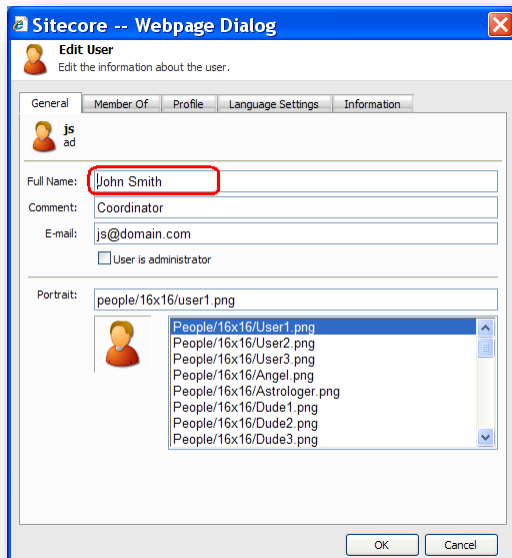 Sitecore -- Webpage Dialog
Edit User
Edit the information about the user.
General Member Of Profile Language Settings Information
js
ad
Full Name: John Smith
Comment: Coordinator
E-mail: js@domain.com
User is administrator
Portrait: people/16x16/user1.png
People/16x16/User1.png
People/16x16/User2.png
People/16x16/User3.png
People/16x16/Angel.png
People/16x16/Astrologer.png
People/16x16/Dude1.png
People/16x16/Dude2.png
People/16x16/Dude3.png
OK Cancel